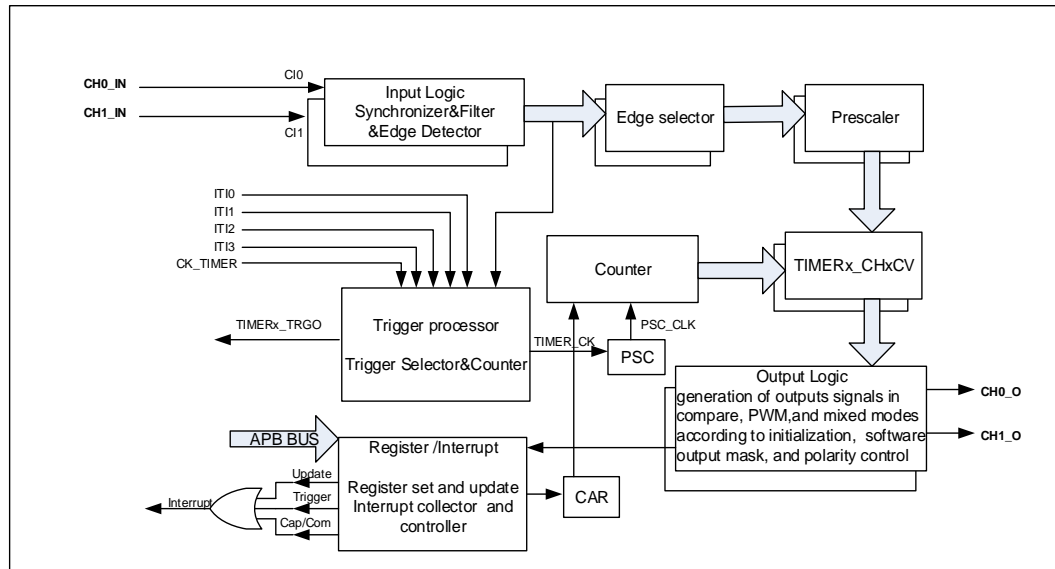 CH0_IN
CI0
CH1_IN
CI1
Input Logic
Synchronizer&Filter
&Edge Detector
Edge selector
Prescaler
ITI0
ITI1
ITI2
ITI3
CK_TIMER
Counter
TIMERx_CHxCV
TIMERx_TRGO
Trigger processor
Trigger Selector&Counter
TIMER_CK
PSC_CLK
PSC
Output Logic
generation of outputs signals in
compare, PWM,and mixed modes
according to initialization, software
output mask, and polarity control
CH0_O
CH1_O
APB BUS
Register /Interrupt
Register set and update
Interrupt collector and
controller
CAR
Update
Trigger
Cap/Com
Interrupt